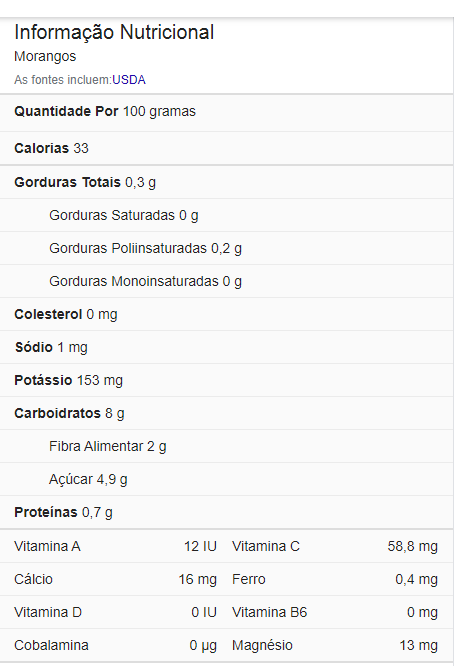 Informação Nutricional
Morangos
As fontes incluem:USDA
Quantidade Por 100 gramas
Calorias 33
Gorduras Totais 0,3 g
Gorduras Saturadas 0 g
Gorduras Poliinsaturadas 0,2 g
Gorduras Monoinsaturadas 0 g
Colesterol 0 mg
Sódio 1 mg
Potássio 153 mg
Carboidratos 8 g
Fibra Alimentar 2 g
Açúcar 4,9 g
Proteínas 0,7 g
Vitamina A 12 IU Vitamina C 58,8 mg
Cálcio 16 mg Ferro 0,4 mg
Vitamina D 0 IU Vitamina B6 0 mg
Cobalamina 0 µg Magnésio 13 mg